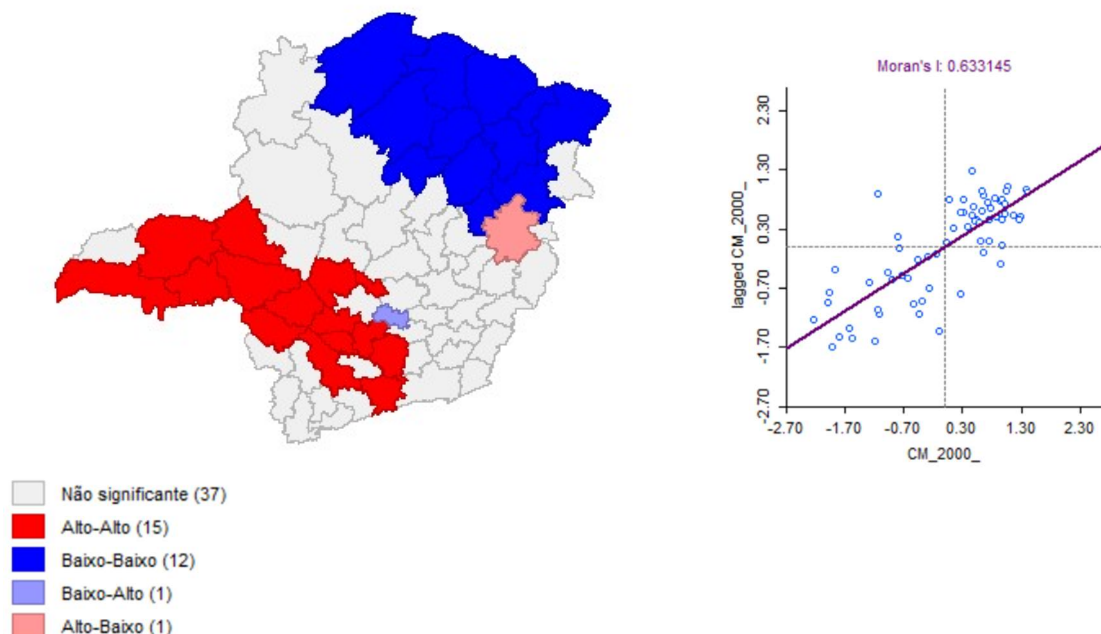 Moran's I: 0.633145
2.30
1.30
0.30
-0.70
-1.70
-2.70
lagged CM_2000_
-2.70 -1.70 -0.70 0.30 1.30 2.30
CM_2000_
Não significante (37)
Alto-Alto (15)
Baixo-Baixo (12)
Baixo-Alto (1)
Alto-Baixo (1)